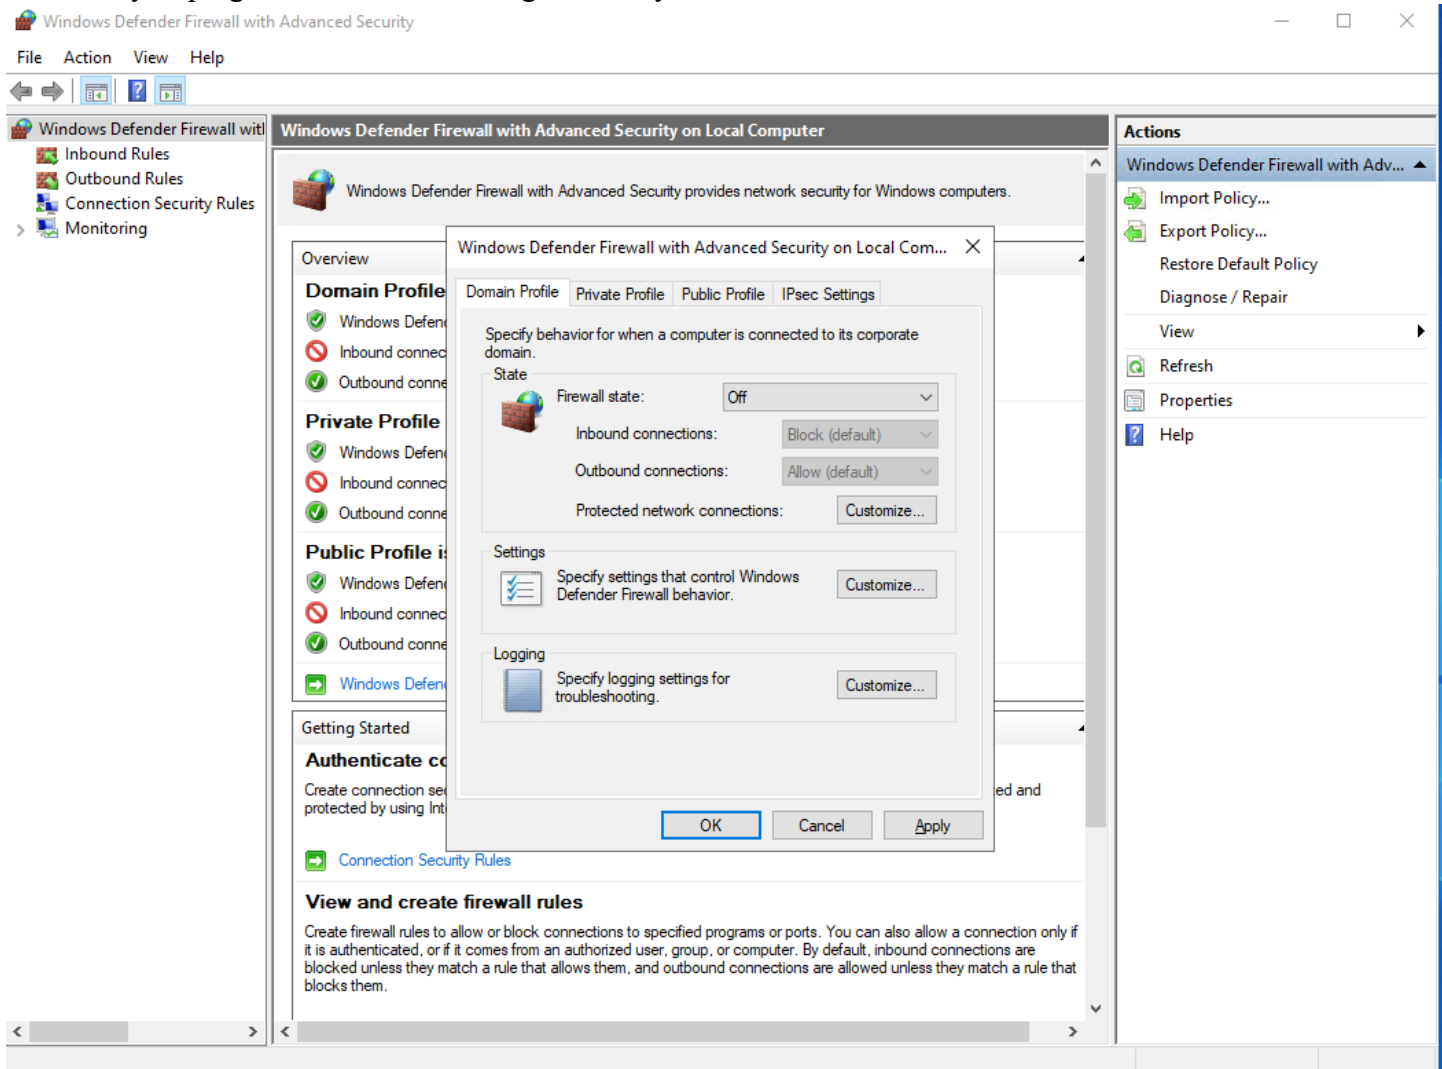 Windows Defender Firewall with Advanced Security
File Action View Help
Windows Defender Firewall with
Inbound Rules
Outbound Rules
Connection Security Rules
Monitoring
Windows Defender Firewall with Advanced Security on Local Computer
Windows Defender Firewall with Advanced Security provides network security for Windows computers.
Overview
Domain Profile
Windows Defen
Inbound connec
Outbound conne
Private Profile
Windows Defen
Inbound connec
Outbound conne
Public Profile is
Windows Defen
Inbound connec
Outbound conne
Windows Defen
Getting Started
Authenticate co
Create connection sec
ted and
protected by using Int
Connection Security Rules
View and create firewall rules
Create firewall rules to allow or block connections to specified programs or ports. You can also allow a connection only if
it is authenticated, or if it comes from an authorized user, group, or computer. By default, inbound connections are
blocked unless they match a rule that allows them, and outbound connections are allowed unless they match a rule that
blocks them.
Windows Defender Firewall with Advanced Security on Local Com...
Domain Profile Private Profile Public Profile IPsec Settings
Specify behavior for when a computer is connected to its corporate
domain.
State
Firewall state: Off
Inbound connections: Block (default)
Outbound connections: Allow (default)
Protected network connections: Customize...
Settings
Specify settings that control Windows
Defender Firewall behavior.
Customize...
Logging
Specify logging settings for
troubleshooting.
Customize...
OK Cancel Apply
Actions
Windows Defender Firewall with Adv...
Import Policy...
Export Policy...
Restore Default Policy
Diagnose / Repair
View
Refresh
Properties
Help